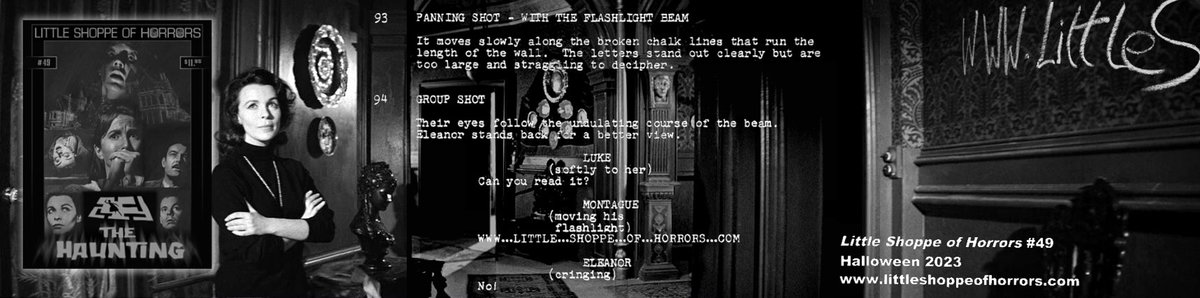 LITTLE SHOPPE OF HORRORS
#49
$11.95
THE
HAUNTING
93
PANNING SHOT - WITH THE FLASHLIGHT BEAM
It moves slowly along the broken chalk lines that run the
length of the wall. The letters stand out clearly but are
too large and straggling to decipher.
94
GROUP SHOT
Their eyes follow the undulating course of the beam.
Eleanor stands back for a better view.
LUKE
(softly to her)
Can you read it?
MONTAGUE
(moving his
flashlight)
WWW...LITTLE...SHOPPE...OF...HORRORS...COM
ELEANOR
(cringing)
No!
WWW.LittleS
Little Shoppe of Horrors #49
Halloween 2023
www.littleshoppeofhorrors.com